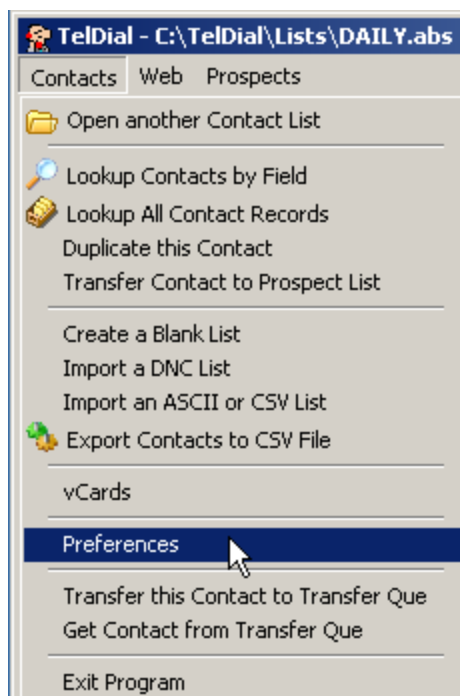 TelDial - C:\TelDial\Lists\DAILY.abs
Contacts Web Prospects
Open another Contact List
Lookup Contacts by Field
Lookup All Contact Records
Duplicate this Contact
Transfer Contact to Prospect List
Create a Blank List
Import a DNC List
Import an ASCII or CSV List
Export Contacts to CSV File
vCards
Preferences
Transfer this Contact to Transfer Que
Get Contact from Transfer Que
Exit Program